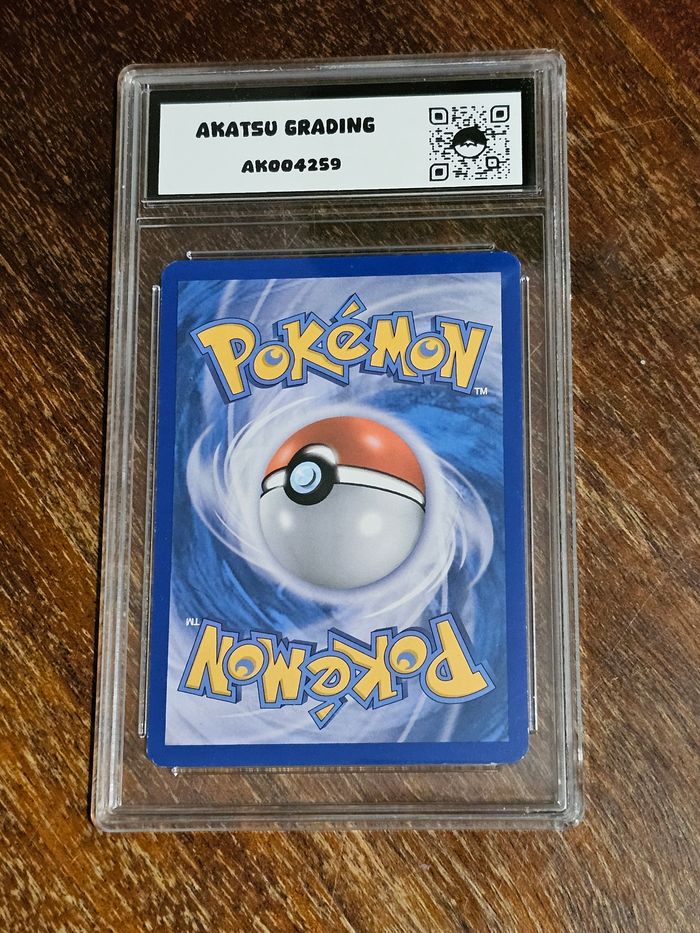 AKATSU GRADING
AK004259
POKéMON
TM
TM
POKéMON